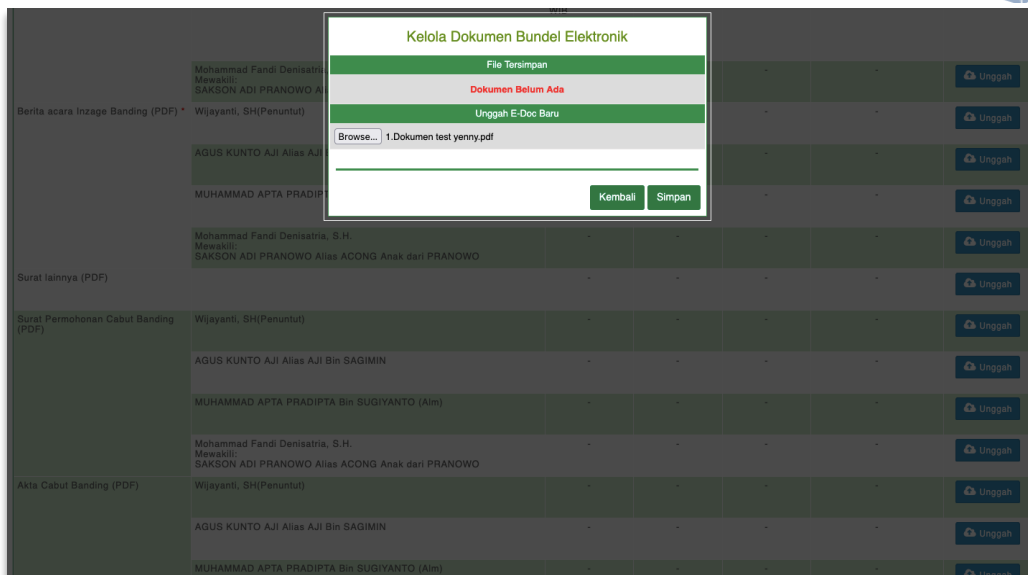 WIB
Kelola Dokumen Bundel Elektronik
File Tersimpan
Dokumen Belum Ada
Unggah E-Doc Baru
Browse... 1.Dokumen test yenny.pdf
Kembali Simpan
Mohammad Fandi Denisatria,
Mewakili:
SAKSON ADI PRANOWO
- - Unggah
Berita acara Inzage Banding (PDF) * Wijayanti, SH(Penuntut)
- - Unggah
AGUS KUNTO AJI Alias AJI
- - Unggah
MUHAMMAD APTA PRADIPT
- - Unggah
Mohammad Fandi Denisatria, S.H.
Mewakili:
SAKSON ADI PRANOWO Alias ACONG Anak dari PRANOWO
- - - - Unggah
Surat lainnya (PDF) - - - - Unggah
Surat Permohonan Cabut Banding
(PDF)
Wijayanti, SH(Penuntut) - - - - Unggah
AGUS KUNTO AJI Alias AJI Bin SAGIMIN - - - - Unggah
MUHAMMAD APTA PRADIPTA Bin SUGIYANTO (Alm) - - - - Unggah
Mohammad Fandi Denisatria, S.H.
Mewakili:
SAKSON ADI PRANOWO Alias ACONG Anak dari PRANOWO
- - - - Unggah
Akta Cabut Banding (PDF) Wijayanti, SH(Penuntut) - - - - Unggah
AGUS KUNTO AJI Alias AJI Bin SAGIMIN - - - - Unggah
MUHAMMAD APTA PRADIPTA Bin SUGIYANTO (Alm) - - - - Unggah